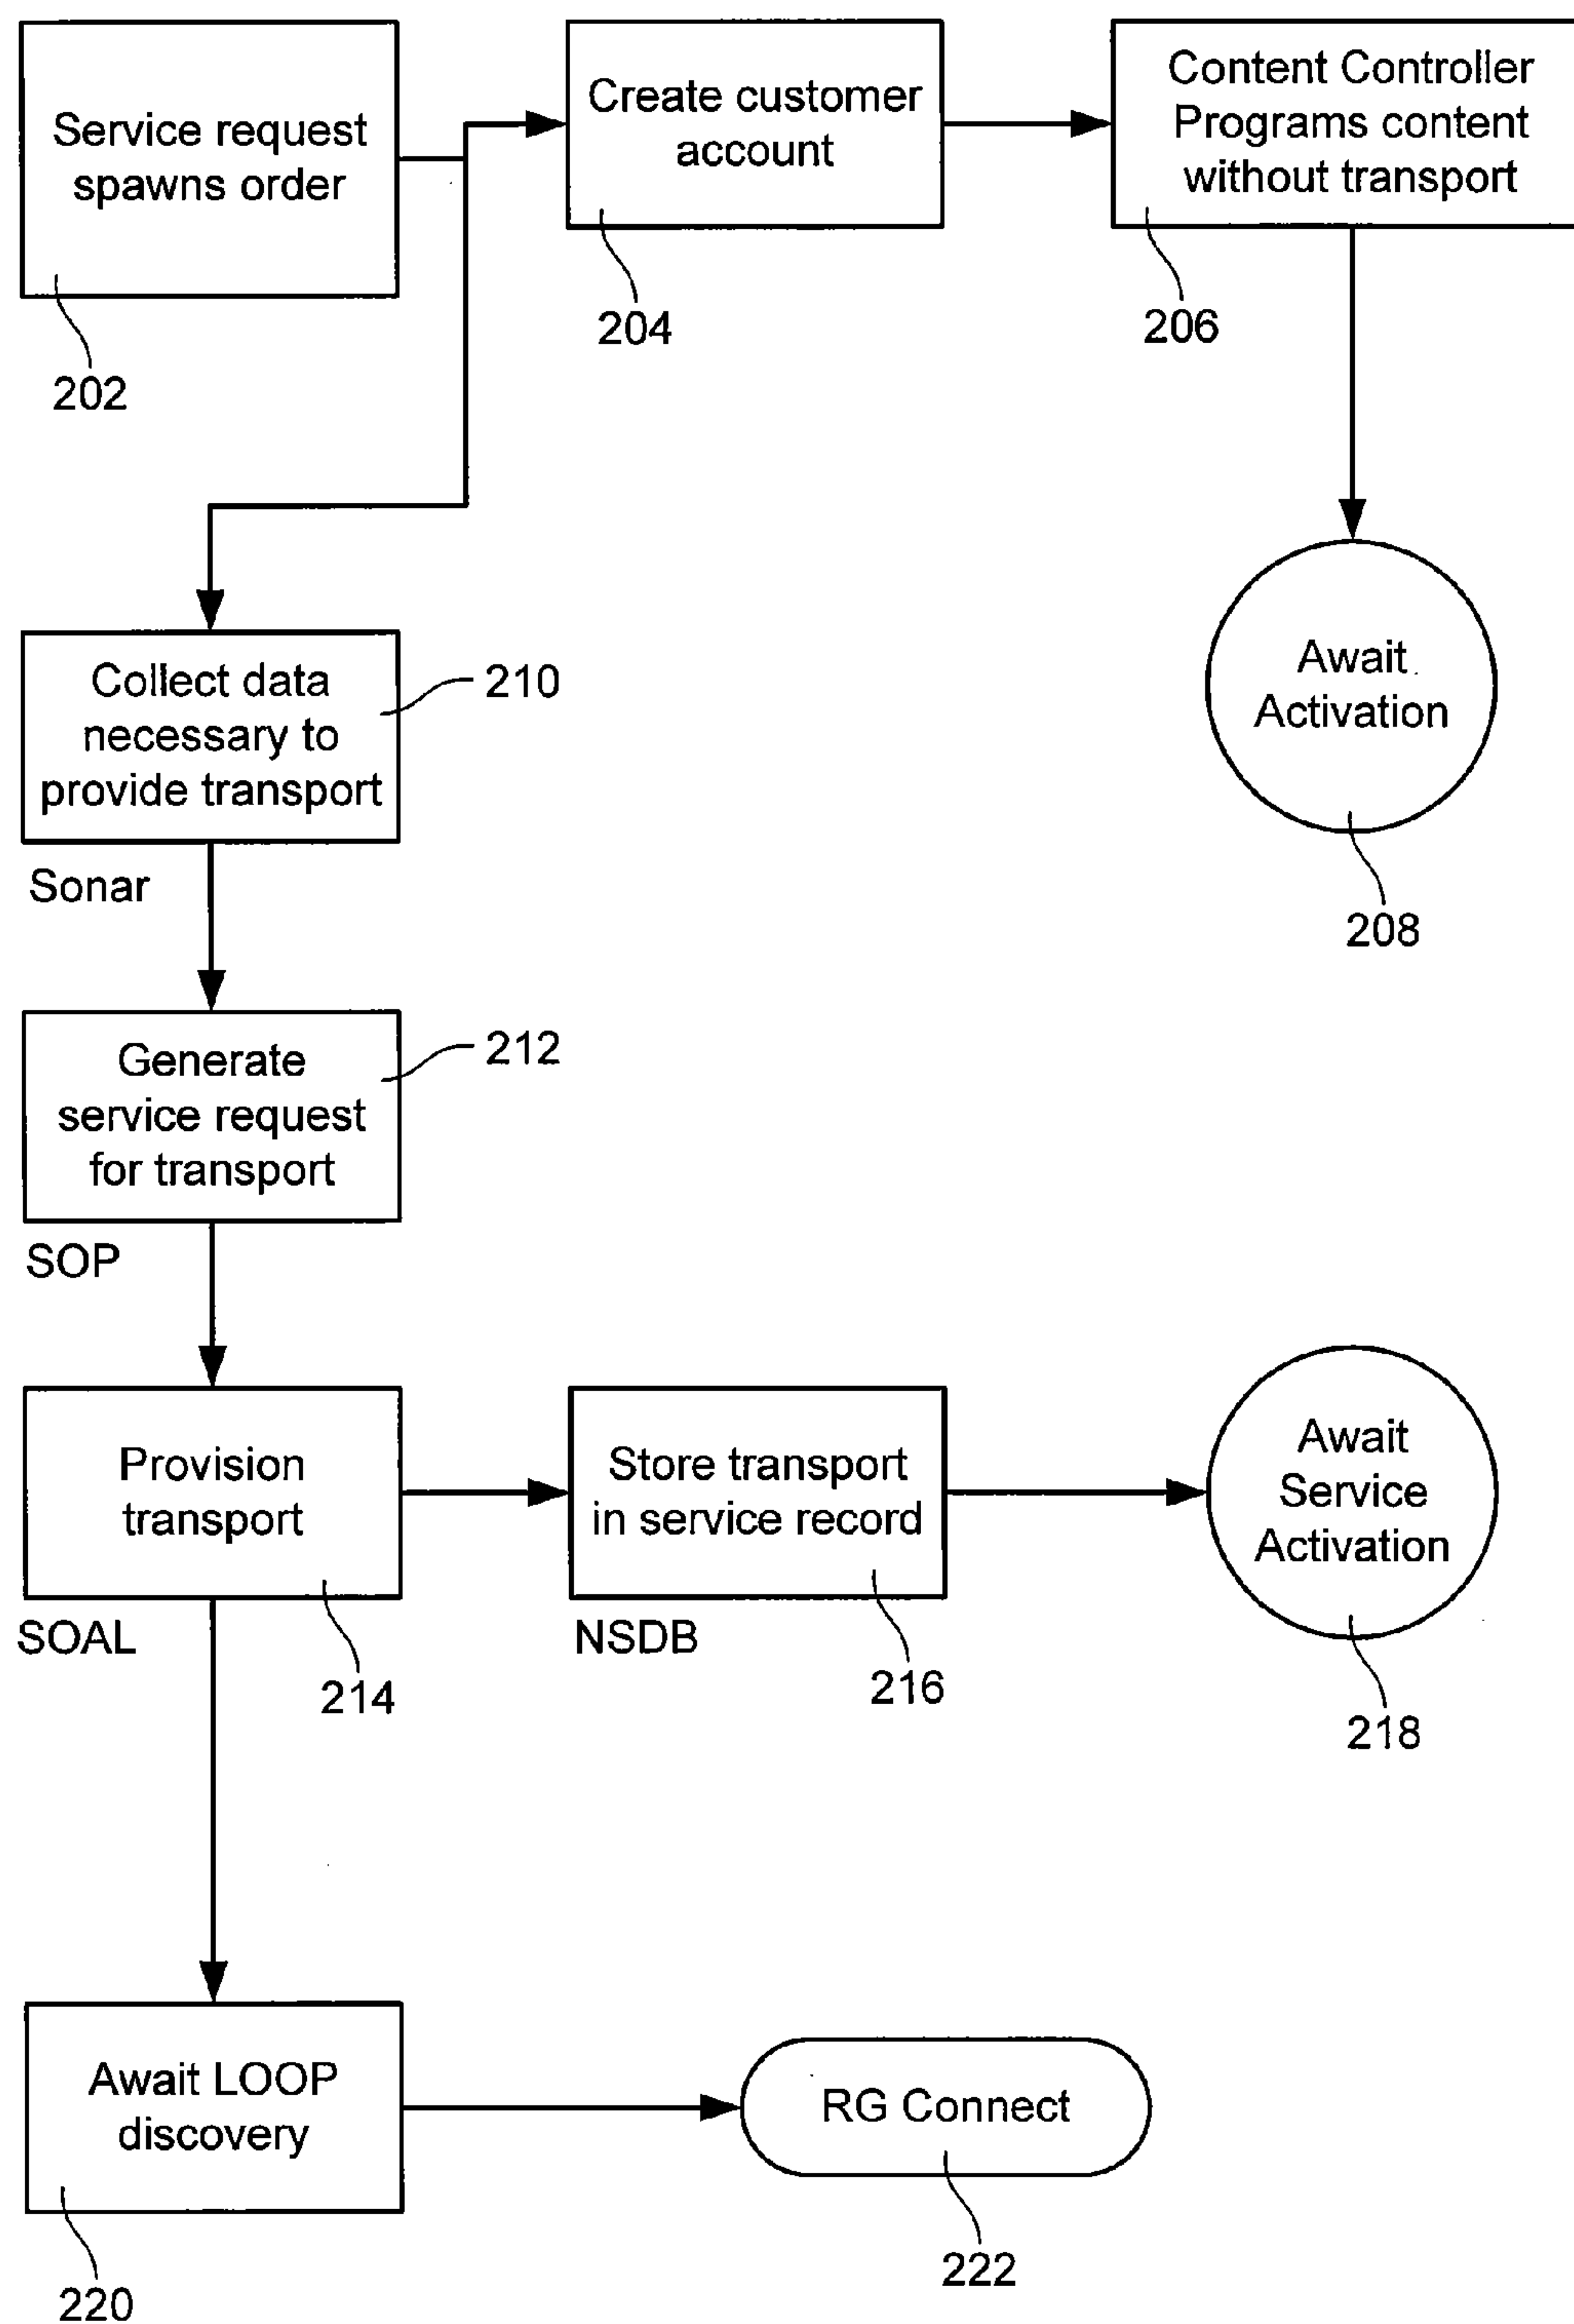 Service request
spawns order
202
Create customer
account
204
Content Controller
Programs content
without transport
206
Await
Activation
208
Collect data
necessary to
provide transport
210
Sonar
Generate
service request
for transport
212
SOP
Provision
transport
SOAL
214
Store transport
in service record
NSDB
216
Await
Service
Activation
218
Await LOOP
discovery
220
RG Connect
222